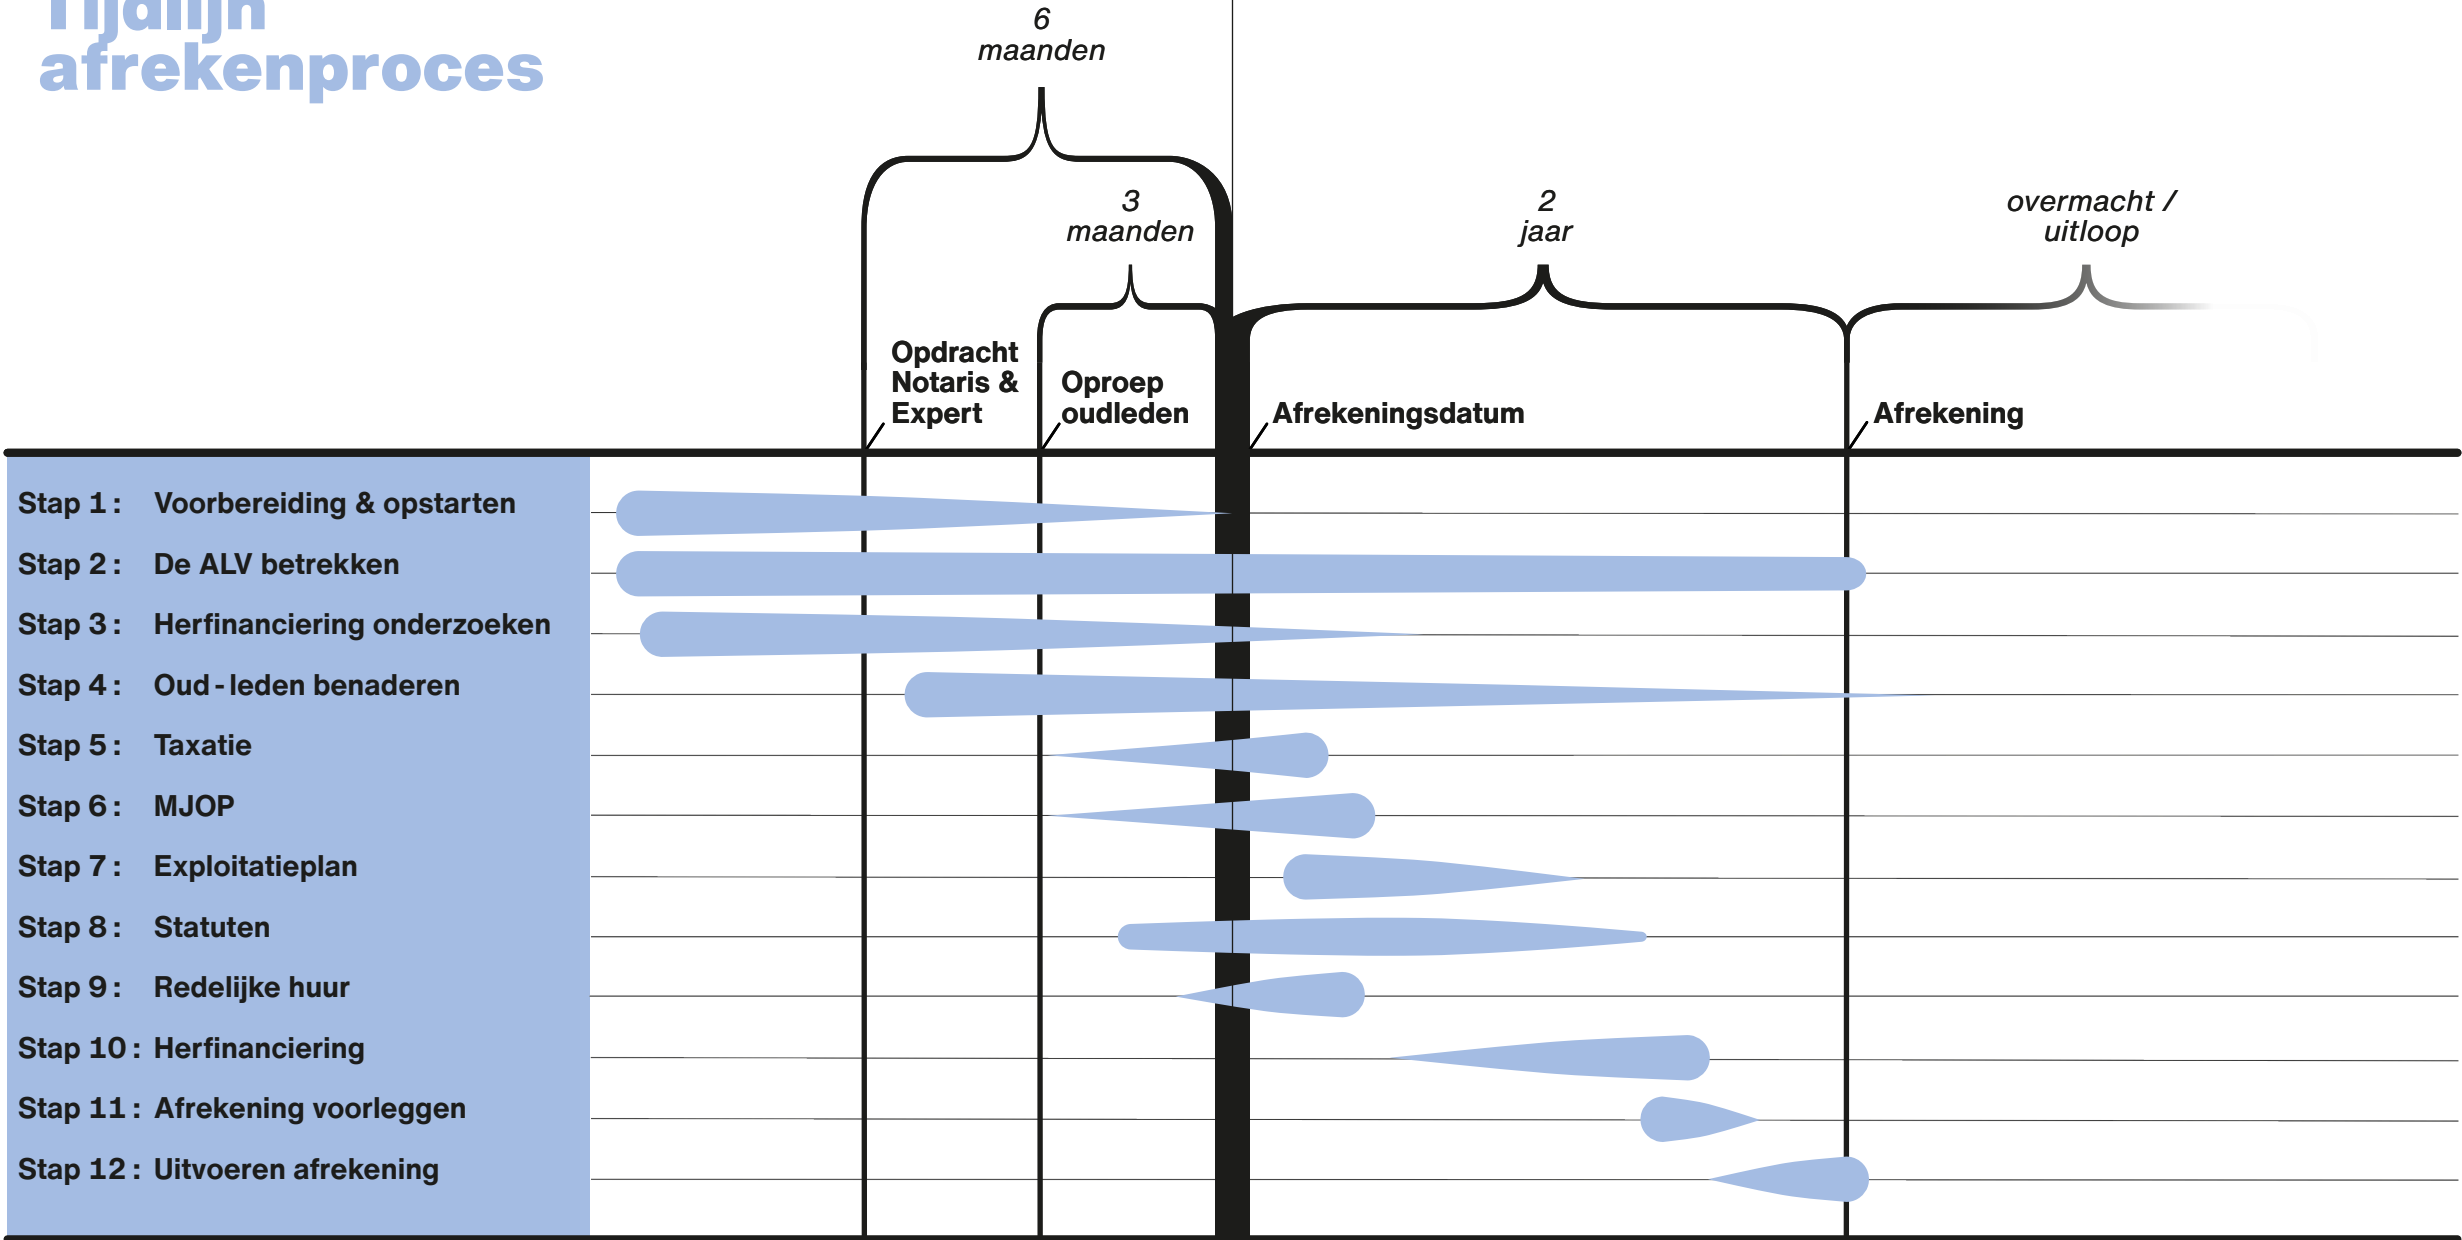 Tijdlijn
afrekenproces
6
maanden
3
maanden
2
jaar
overmacht /
uitloop
Opdracht
Notaris &
Expert
Oproep
oudleden
Afrekeningsdatum
Afrekening
Stap 1: Voorbereiding & opstarten
Stap 2: De ALV betrekken
Stap 3: Herfinanciering onderzoeken
Stap 4: Oud-leden benaderen
Stap 5: Taxatie
Stap 6: MJOP
Stap 7: Exploitatieplan
Stap 8: Statuten
Stap 9: Redelijke huur
Stap 10: Herfinanciering
Stap 11: Afrekening voorleggen
Stap 12: Uitvoeren afrekening